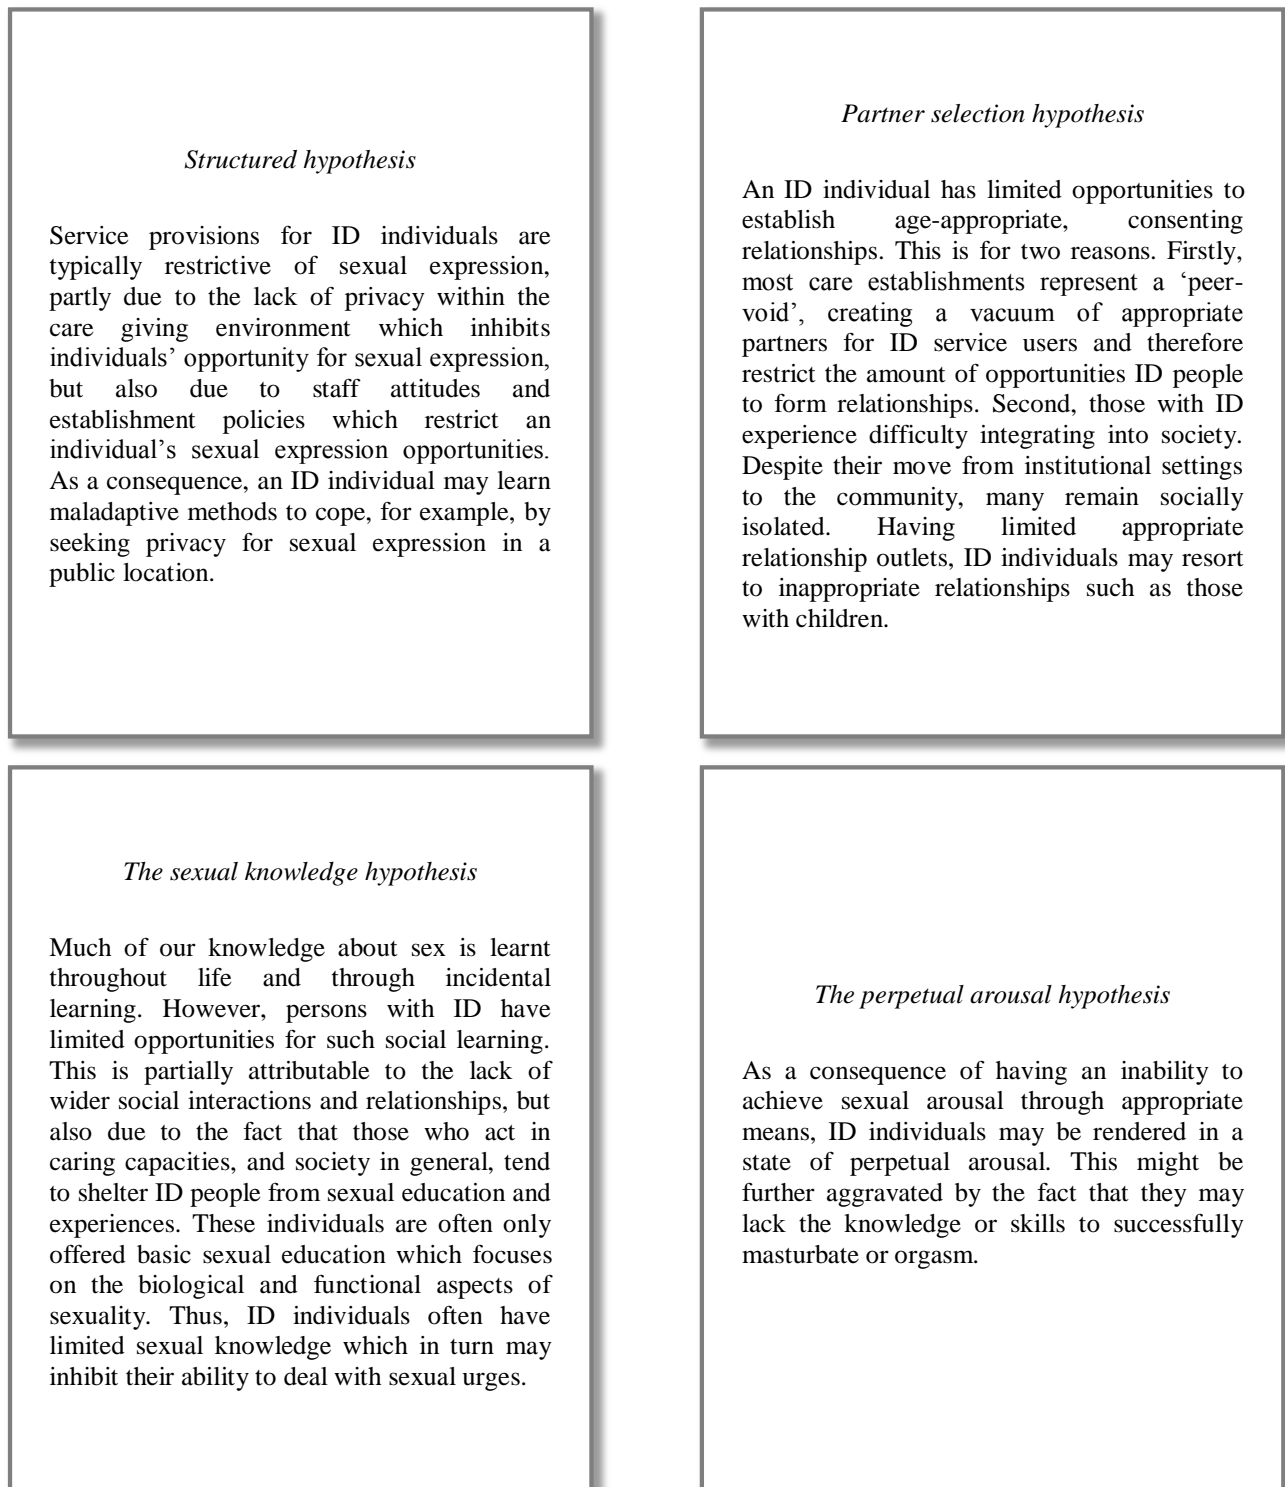 Structured hypothesis
Service provisions for ID individuals are
typically restrictive of sexual expression,
partly due to the lack of privacy within the
care giving environment which inhibits
individuals’ opportunity for sexual expression,
but also due to staff attitudes and
establishment policies which restrict an
individual’s sexual expression opportunities.
As a consequence, an ID individual may learn
maladaptive methods to cope, for example, by
seeking privacy for sexual expression in a
public location.
Partner selection hypothesis
An ID individual has limited opportunities to
establish age-appropriate, consenting
relationships. This is for two reasons. Firstly,
most care establishments represent a ‘peer-
void’, creating a vacuum of appropriate
partners for ID service users and therefore
restrict the amount of opportunities ID people
to form relationships. Second, those with ID
experience difficulty integrating into society.
Despite their move from institutional settings
to the community, many remain socially
isolated. Having limited appropriate
relationship outlets, ID individuals may resort
to inappropriate relationships such as those
with children.
The sexual knowledge hypothesis
Much of our knowledge about sex is learnt
throughout life and through incidental
learning. However, persons with ID have
limited opportunities for such social learning.
This is partially attributable to the lack of
wider social interactions and relationships, but
also due to the fact that those who act in
caring capacities, and society in general, tend
to shelter ID people from sexual education and
experiences. These individuals are often only
offered basic sexual education which focuses
on the biological and functional aspects of
sexuality. Thus, ID individuals often have
limited sexual knowledge which in turn may
inhibit their ability to deal with sexual urges.
The perpetual arousal hypothesis
As a consequence of having an inability to
achieve sexual arousal through appropriate
means, ID individuals may be rendered in a
state of perpetual arousal. This might be
further aggravated by the fact that they may
lack the knowledge or skills to successfully
masturbate or orgasm.